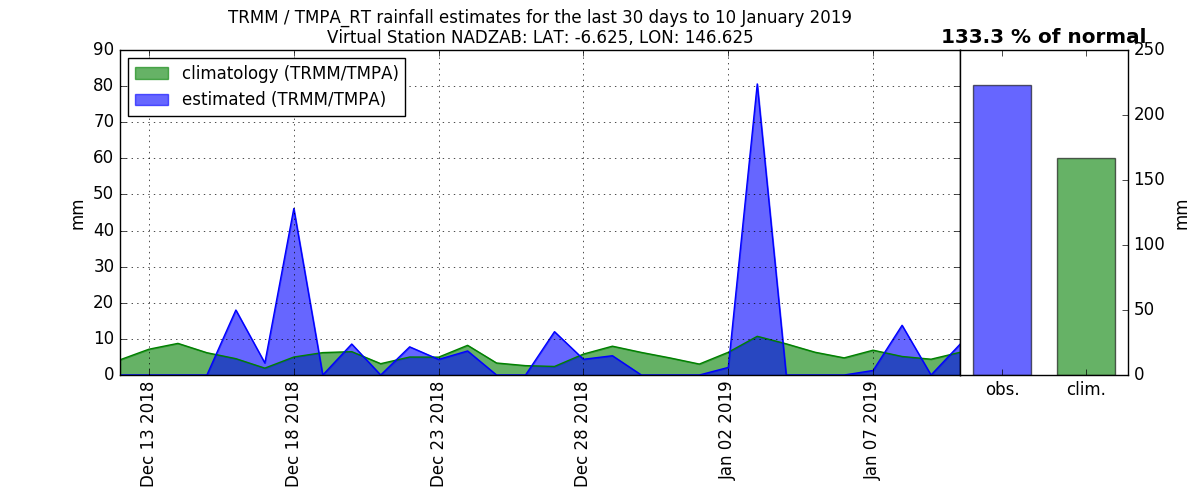 TRMM / TMPA_RT rainfall estimates for the last 30 days to 10 January 2019
Virtual Station NADZAB: LAT: -6.625, LON: 146.625
133.3 % of normal
climatology (TRMM/TMPA)
estimated (TRMM/TMPA)
mm
90
80
70
60
50
40
30
20
10
0
Dec 13 2018
Dec 18 2018
Dec 23 2018
Dec 28 2018
Jan 02 2019
Jan 07 2019
250
200
150
100
50
0
mm
obs.
clim.